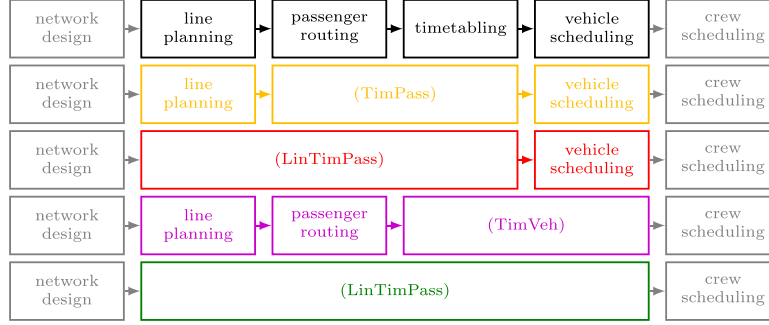 network design
line planning
passenger routing
timetabling
vehicle scheduling
crew scheduling
network design
line planning
(TimPass)
vehicle scheduling
crew scheduling
network design
(LinTimPass)
vehicle scheduling
crew scheduling
network design
line planning
passenger routing
(TimVeh)
crew scheduling
network design
(LinTimPass)
crew scheduling